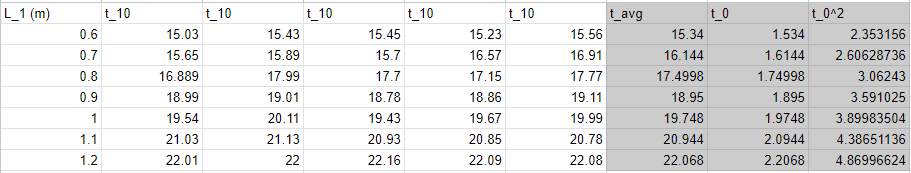 L_1 (m) t_10 t_10 t_10 t_10 t_10 t_avg t_0 t_0^2
0.6 15.03 15.43 15.45 15.23 15.56 15.34 1.534 2.353156
0.7 15.65 15.89 15.7 16.57 16.91 16.144 1.6144 2.60628736
0.8 16.889 17.99 17.7 17.15 17.77 17.4998 1.74998 3.06243
0.9 18.99 19.01 18.78 18.86 19.11 18.95 1.895 3.591025
1 19.54 20.11 19.43 19.67 19.99 19.748 1.9748 3.89983504
1.1 21.03 21.13 20.93 20.85 20.78 20.944 2.0944 4.38651136
1.2 22.01 22 22.16 22.09 22.08 22.068 2.2068 4.86996624